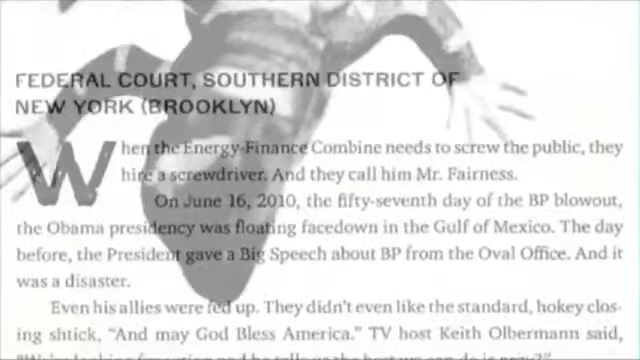 FEDERAL COURT, SOUTHERN DISTRICT OF
NEW YORK (BROOKLYN)
When the Energy-Finance Combine needs to screw the public, they
hire a screwdriver. And they call him Mr. Fairness.
On June 16, 2010, the fifty-seventh day of the BP blowout,
the Obama presidency was floating facedown in the Gulf of Mexico. The day
before, the President gave a Big Speech about BP from the Oval Office. And it
was a disaster.
Even his allies were fed up. They didn't even like the standard, hokey clos-
ing shtick, "And may God Bless America." TV host Keith Olbermann said,